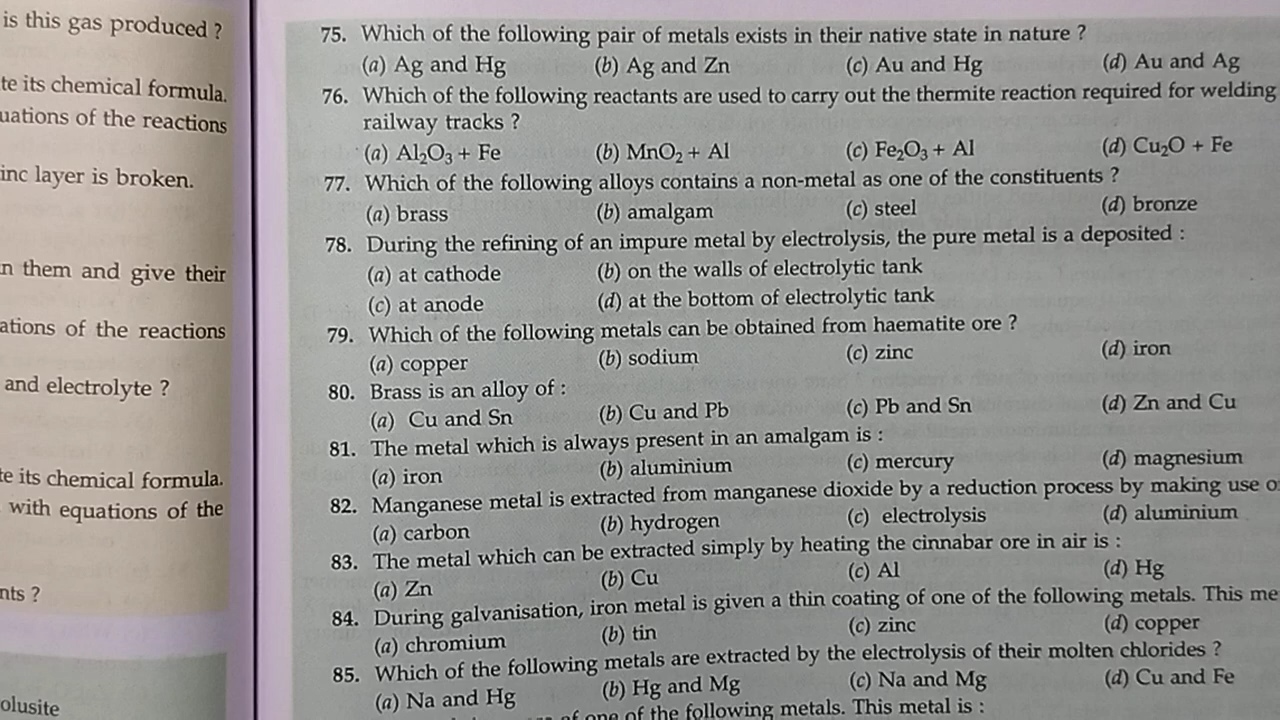 is this gas produced ?
te its chemical formula.
uations of the reactions
inc layer is broken.
n them and give their
ations of the reactions
and electrolyte ?
te its chemical formula.
with equations of the
nts ?
olusite
75. Which of the following pair of metals exists in their native state in nature ?
(a) Ag and Hg (b) Ag and Zn (c) Au and Hg (d) Au and Ag
76. Which of the following reactants are used to carry out the thermite reaction required for welding
railway tracks ?
(a) Al₂O₃ + Fe (b) MnO₂ + Al (c) Fe₂O₃ + Al (d) Cu₂O + Fe
77. Which of the following alloys contains a non-metal as one of the constituents ?
(a) brass (b) amalgam (c) steel (d) bronze
78. During the refining of an impure metal by electrolysis, the pure metal is a deposited :
(a) at cathode (b) on the walls of electrolytic tank
(c) at anode (d) at the bottom of electrolytic tank
79. Which of the following metals can be obtained from haematite ore ?
(a) copper (b) sodium (c) zinc (d) iron
80. Brass is an alloy of :
(a) Cu and Sn (b) Cu and Pb (c) Pb and Sn (d) Zn and Cu
81. The metal which is always present in an amalgam is :
(a) iron (b) aluminium (c) mercury (d) magnesium
82. Manganese metal is extracted from manganese dioxide by a reduction process by making use o
(a) carbon (b) hydrogen (c) electrolysis (d) aluminium
83. The metal which can be extracted simply by heating the cinnabar ore in air is :
(a) Zn (b) Cu (c) Al (d) Hg
84. During galvanisation, iron metal is given a thin coating of one of the following metals. This me
(a) chromium (b) tin (c) zinc (d) copper
85. Which of the following metals are extracted by the electrolysis of their molten chlorides ?
(a) Na and Hg (b) Hg and Mg (c) Na and Mg (d) Cu and Fe
of one of the following metals. This metal is :